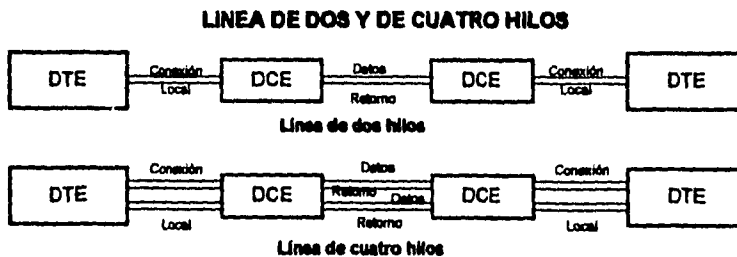 LINEA DE DOS Y DE CUATRO HILOS
DTE Conexión Local DCE Datos Retorno DCE Conexión Local DTE
Línea de dos hilos
DTE Conexión Local DCE Datos Retorno Datos Retorno DCE Conexión Local DTE
Línea de cuatro hilos